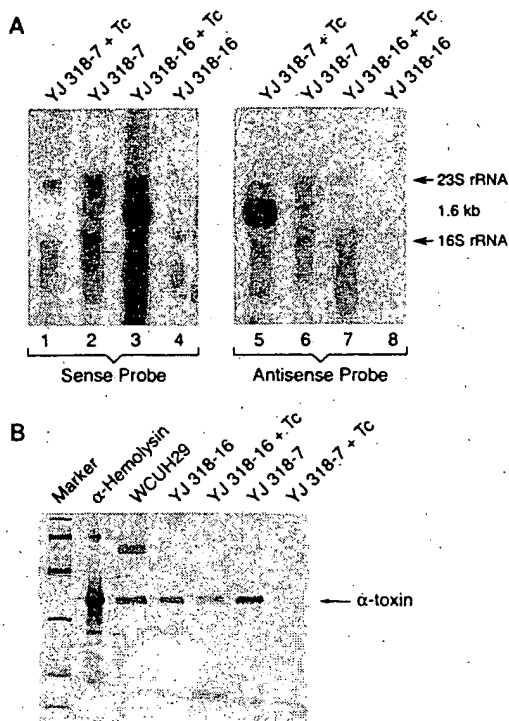 A
YJ 318-7 + Tc
YJ 318-7
YJ 318-16 + Tc
YJ 318-16
YJ 318-7 + Tc
YJ 318-7
YJ 318-16 + Tc
YJ 318-16
23S rRNA
1.6 kb
16S rRNA
1 2 3 4
5 6 7 8
Sense Probe
Antisense Probe
B
Marker
α-Hemolysin
WCUH29
YJ 318-16
YJ 318-16 + Tc
YJ 318-7
YJ 318-7 + Tc
α-toxin